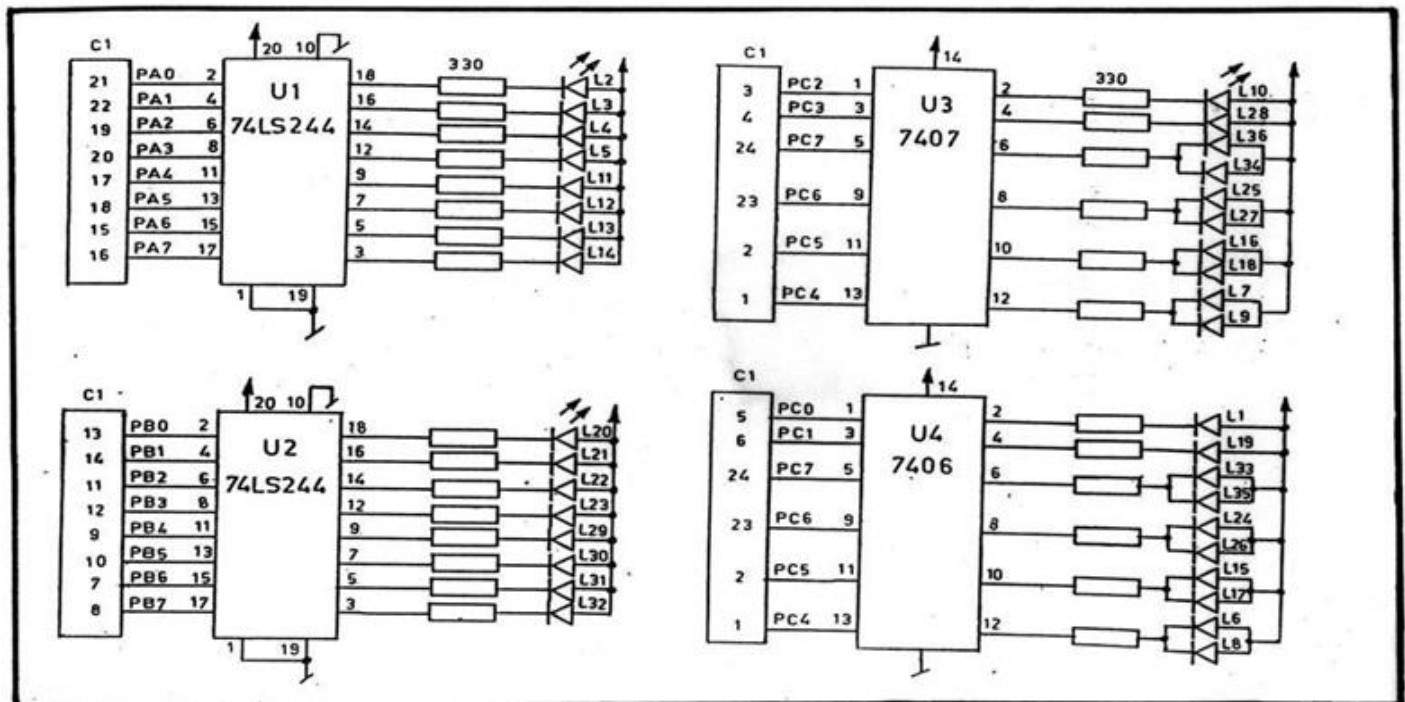 C1
20 10
21 PA0 2 18 330 L2
22 PA1 4 U1 16 L3
19 PA2 6 74LS244 14 L4
20 PA3 8 12 L5
17 PA4 11 9 L11
18 PA5 13 7 L12
15 PA6 15 5 L13
16 PA7 17 3 L14
1 19
C1
14
3 PC2 1 U3 2 330 L10
4 PC3 3 7407 4 L28
24 PC7 5 6 L36
L34
23 PC6 9 8 L25
L27
2 PC5 11 10 L16
L18
1 PC4 13 12 L7
L9
C1
20 10
13 PB0 2 18 L20
14 PB1 4 U2 16 L21
11 PB2 6 74LS244 14 L22
12 PB3 8 12 L23
9 PB4 11 9 L29
10 PB5 13 7 L30
7 PB6 15 5 L31
8 PB7 17 3 L32
1 19
C1
14
5 PC0 1 U4 2 L1
6 PC1 3 7406 4 L19
24 PC7 5 6 L33
L35
23 PC6 9 8 L24
L26
2 PC5 11 10 L15
L17
1 PC4 13 12 L6
L8